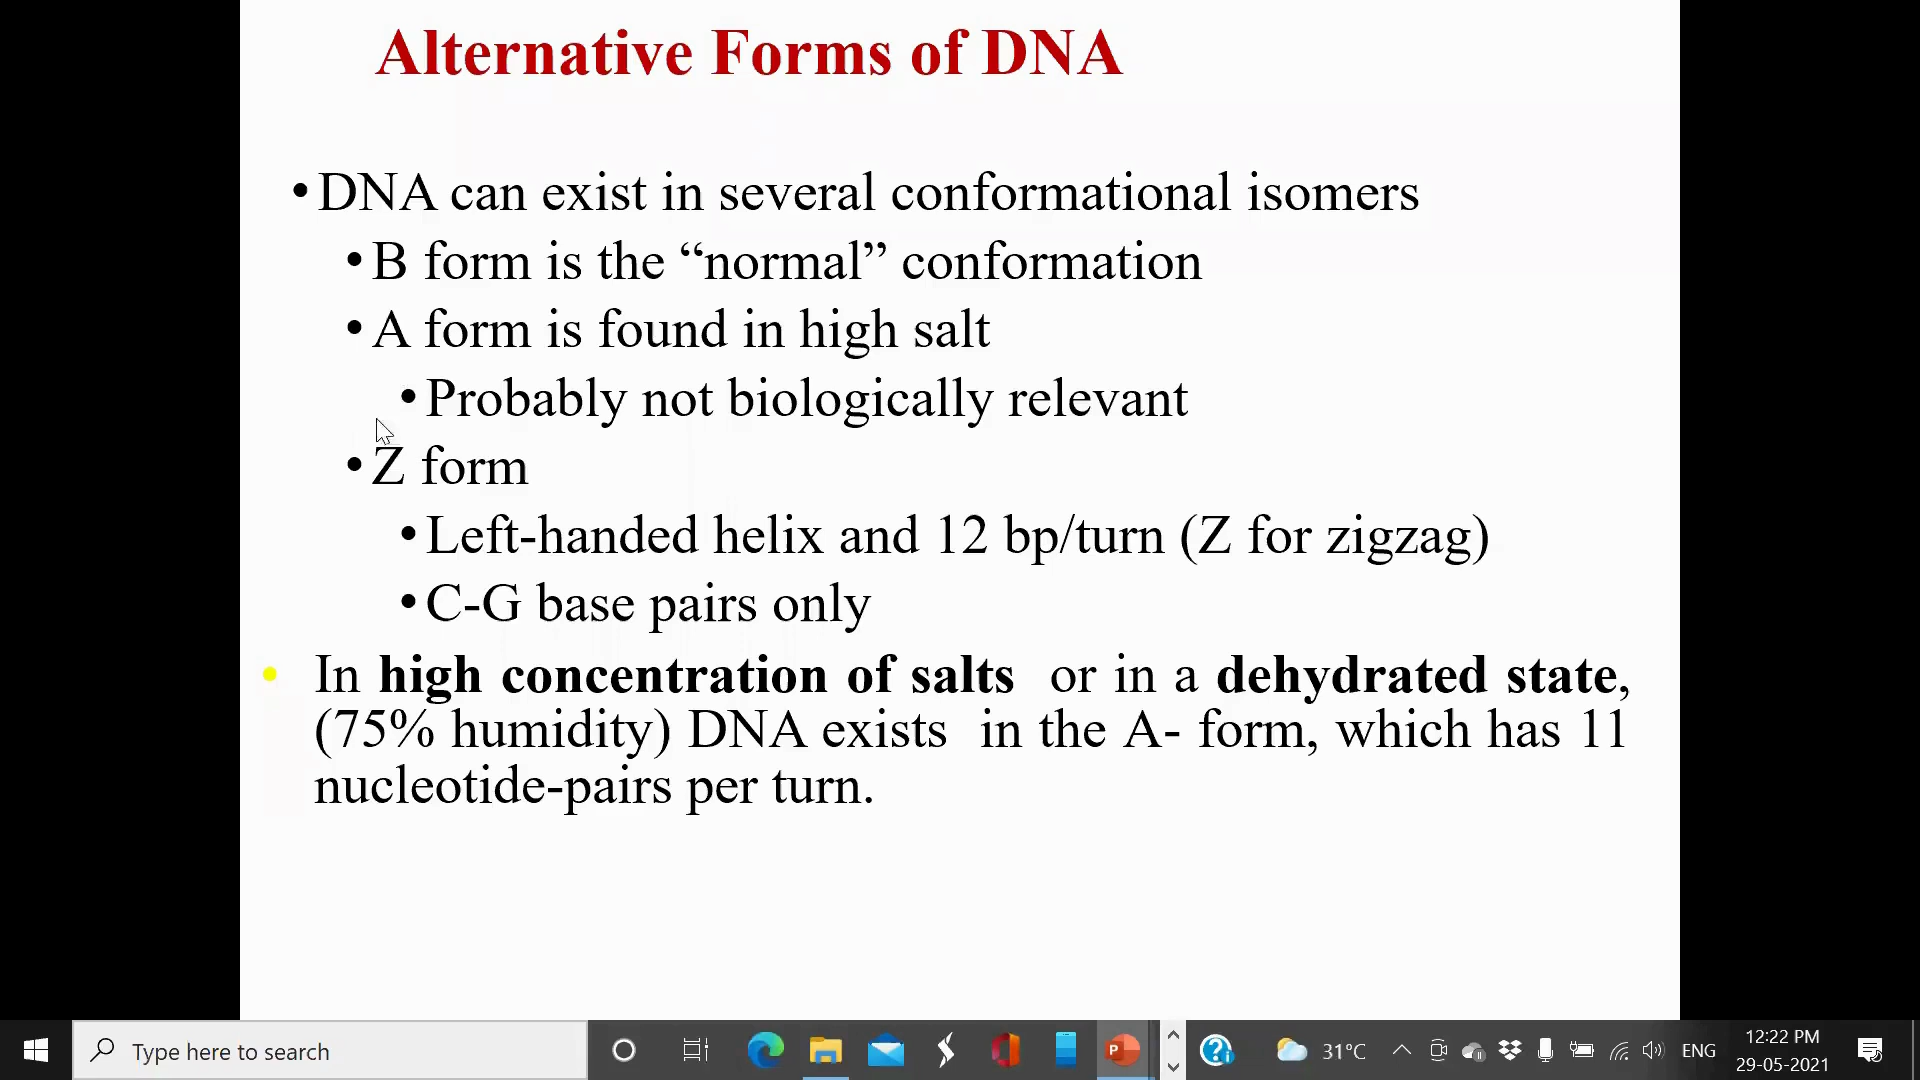 Alternative Forms of DNA
•DNA can exist in several conformational isomers
•B form is the “normal” conformation
•A form is found in high salt
•Probably not biologically relevant
•Z form
•Left-handed helix and 12 bp/turn (Z for zigzag)
•C-G base pairs only
• In high concentration of salts or in a dehydrated state,
(75% humidity) DNA exists in the A- form, which has 11
nucleotide-pairs per turn.
Type here to search
31°C
ENG
12:22 PM
29-05-2021